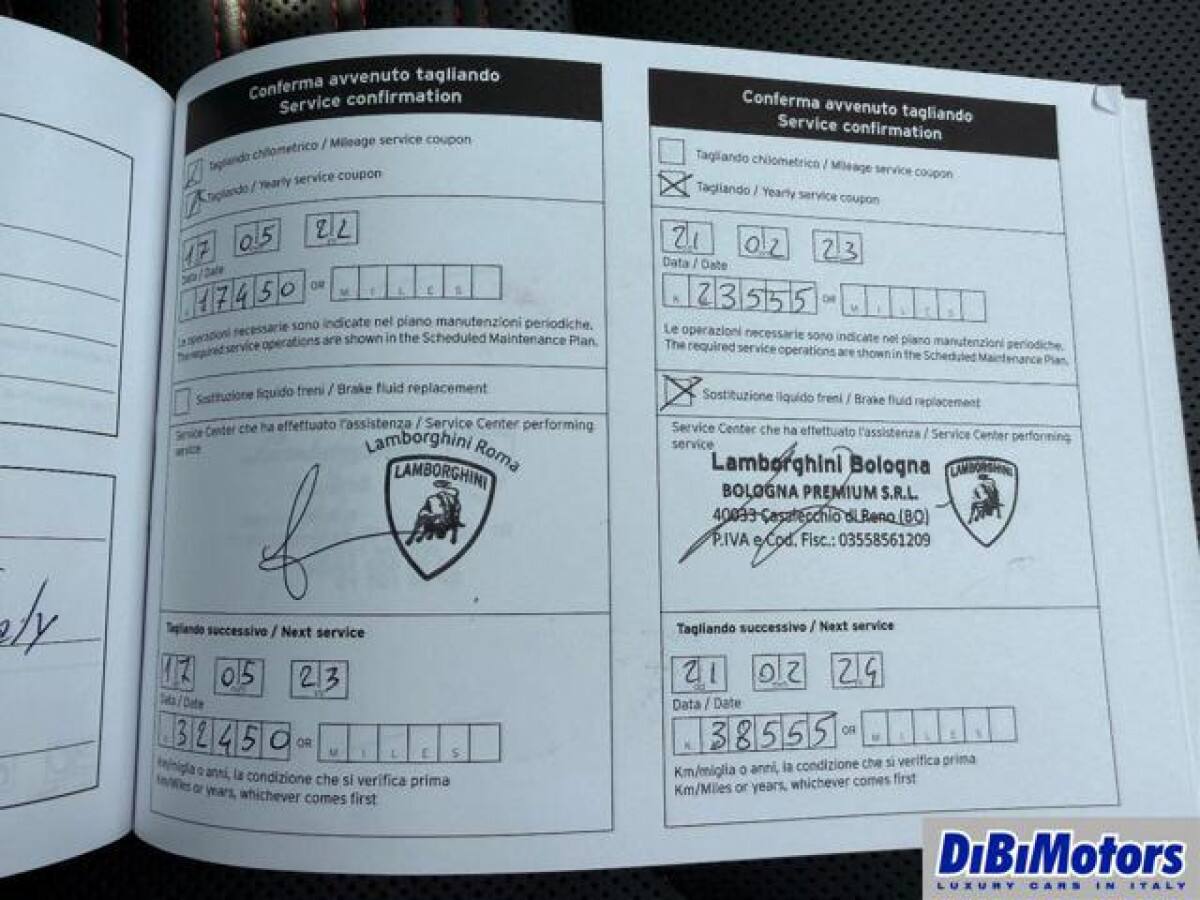 Conferma avvenuto tagliando
Service confirmation
Tagliando chilometrico / Mileage service coupon
Tagliando / Yearly service coupon
17 05 22
Data / Date
17450 OR MILES
Le operazioni necessarie sono indicate nel piano manutenzioni periodiche.
The required service operations are shown in the Scheduled Maintenance Plan.
Sostituzione liquido freni / Brake fluid replacement
Service Center che ha effettuato l'assistenza / Service Center performing
service
Lamborghini Roma
LAMBORGHINI
Tagliando successivo / Next service
17 05 23
Data / Date
32450 OR MILES
Km/miglia o anni, la condizione che si verifica prima
Km/Miles or years, whichever comes first
Conferma avvenuto tagliando
Service confirmation
Tagliando chilometrico / Mileage service coupon
Tagliando / Yearly service coupon
21 02 23
Data / Date
K 23555 OR MILES
Le operazioni necessarie sono indicate nel piano manutenzioni periodiche.
The required service operations are shown in the Scheduled Maintenance Plan.
Sostituzione liquido freni / Brake fluid replacement
Service Center che ha effettuato l'assistenza / Service Center performing
service
Lamborghini Bologna
BOLOGNA PREMIUM S.R.L.
40033 Casalecchio di Reno (BO)
P.IVA e Cod. Fisc.: 03558561209
LAMBORGHINI
Tagliando successivo / Next service
21 02 24
Data / Date
K 38555 OR MILES
Km/miglia o anni, la condizione che si verifica prima
Km/Miles or years, whichever comes first
DiBiMotors
LUXURY CARS IN ITALY